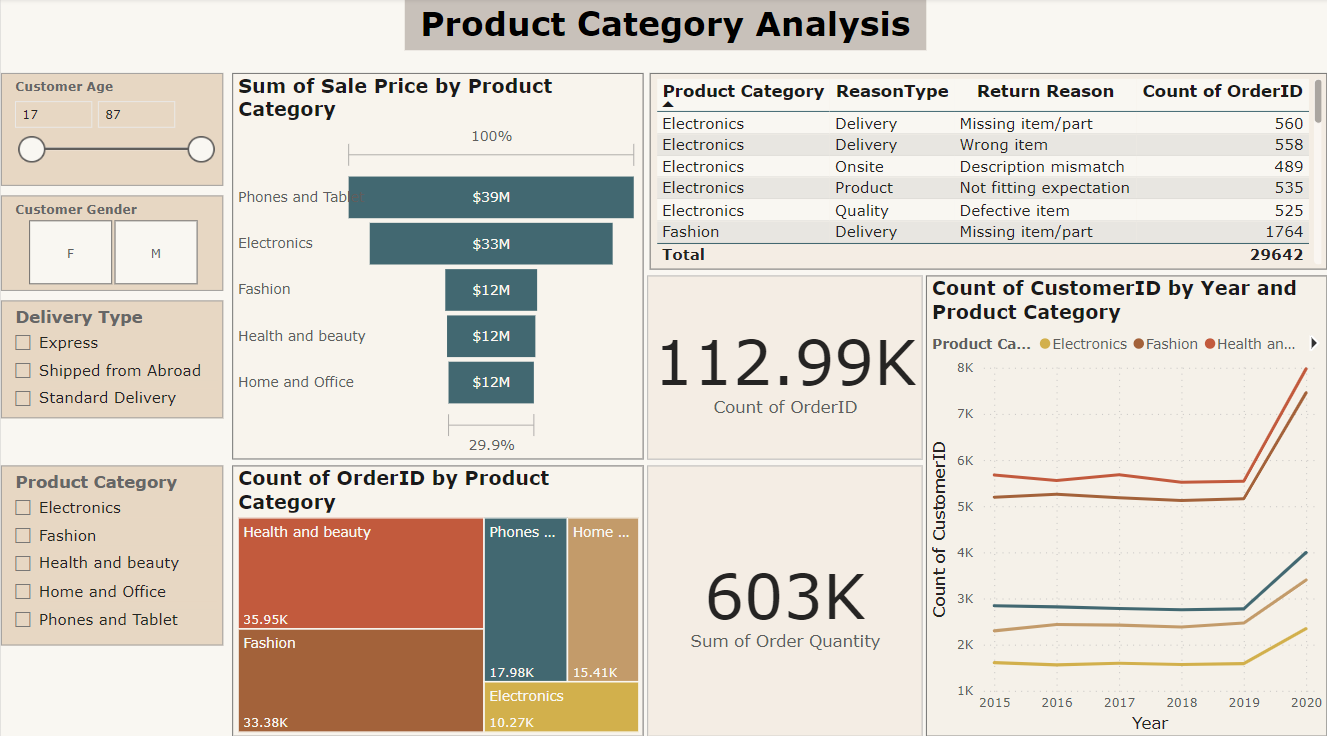 Product Category Analysis
Customer Age
17 87
Customer Gender
F M
Delivery Type
Express
Shipped from Abroad
Standard Delivery
Product Category
Electronics
Fashion
Health and beauty
Home and Office
Phones and Tablet
Sum of Sale Price by Product
Category
100%
Phones and Tabl $39M
Electronics $33M
Fashion $12M
Health and beauty $12M
Home and Office $12M
29.9%
Count of OrderID by Product
Category
Health and beauty
35.95K
Fashion
33.38K
Phones ...
17.98K
Home ...
15.41K
Electronics
10.27K
Product Category ReasonType Return Reason Count of OrderID
Electronics Delivery Missing item/part 560
Electronics Delivery Wrong item 558
Electronics Onsite Description mismatch 489
Electronics Product Not fitting expectation 535
Electronics Quality Defective item 525
Fashion Delivery Missing item/part 1764
Total 29642
112.99K
Count of OrderID
603K
Sum of Order Quantity
Count of CustomerID by Year and
Product Category
Product Ca... Electronics Fashion Health an...
8K
7K
6K
5K
4K
3K
2K
1K
Count of CustomerID
2015 2016 2017 2018 2019 2020
Year